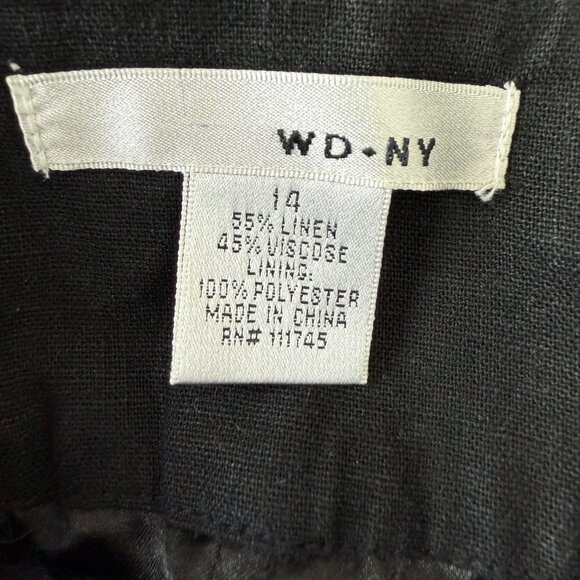 WD•NY
14
55% LINEN
45% VISCOSE
LINING:
100% POLYESTER
MADE IN CHINA
RN# 111745